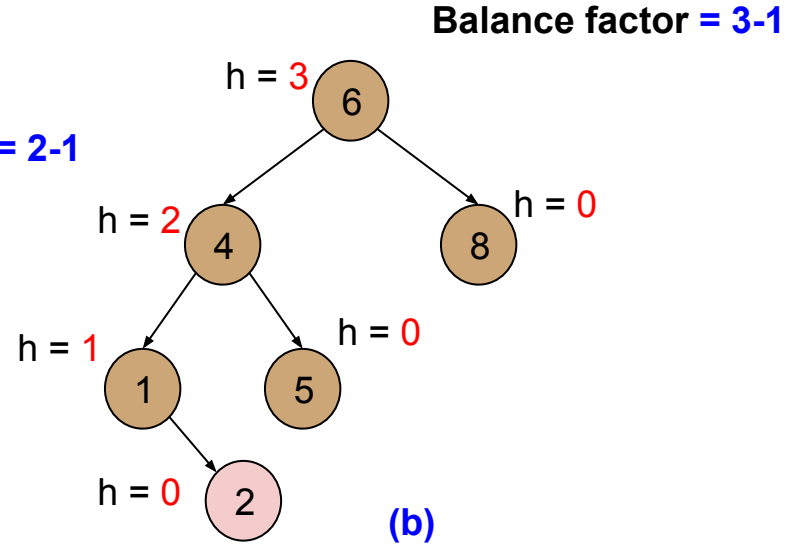 Balance factor = 3-1
h = 3
6
= 2-1
h = 2
4
h = 0
8
h = 1
1
h = 0
5
h = 0
2
(b)